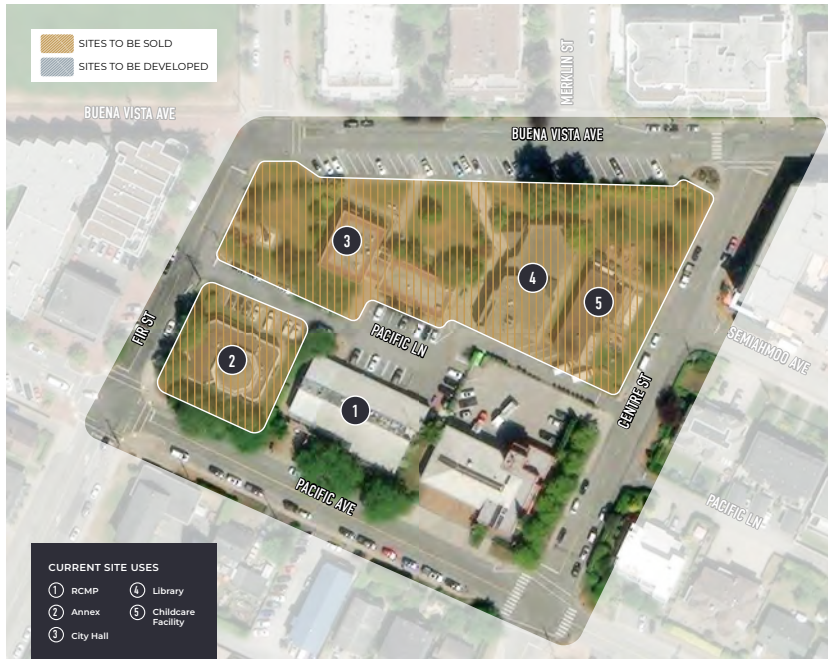 SITES TO BE SOLD
SITES TO BE DEVELOPED
MERKLIN ST
BUENA VISTA AVE
BUENA VISTA AVE
3
4
5
FIR ST
2
PACIFIC LN
SEMIAHMOO AVE
1
CENTRE ST
PACIFIC AVE
PACIFIC LN
CURRENT SITE USES
1 RCMP
2 Annex
3 City Hall
4 Library
5 Childcare
Facility